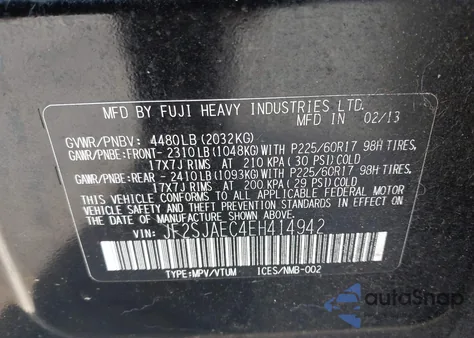 MFD BY FUJI HEAVY INDUSTRIES LTD.
MFD IN 02/13
GVWR/PNBV: 4480LB(2032KG)
GAWR/PNBE:FRONT-2310LB(1048KG)WITH P225/60R17 98H TIRES,
17X7J RIMS AT 210 KPA(30 PSI)COLD
GAWR/PNBE:REAR -2410LB(1093KG)WITH P225/60R17 98H TIRES,
17X7J RIMS AT 200 KPA(29 PSI)COLD
THIS VEHICLE CONFORMS TO ALL APPLICABLE FEDERAL MOTOR
VEHICLE SAFETY AND BUMPER STANDARDS IN EFFECT ON
THE DATE OF MANUFACTURE SHOWN ABOVE.
VIN: JF2SJAEC4EH414942
TYPE:MPV/VTUM ICES/NMB-002
autoSnap